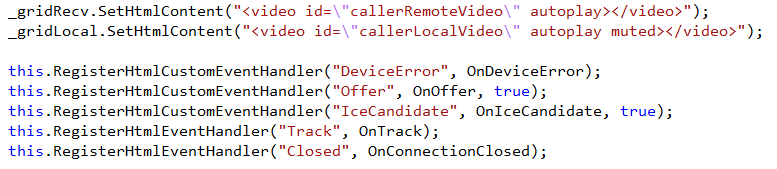 _gridRecv.SetHtmlContent("<video id=\"callerRemoteVideo\" autoplay></video>");
_gridLocal.SetHtmlContent("<video id=\"callerLocalVideo\" autoplay muted></video>");
this.RegisterHtmlCustomEventHandler("DeviceError", OnDeviceError);
this.RegisterHtmlCustomEventHandler("Offer", OnOffer, true);
this.RegisterHtmlCustomEventHandler("IceCandidate", OnIceCandidate, true);
this.RegisterHtmlEventHandler("Track", OnTrack);
this.RegisterHtmlEventHandler("Closed", OnConnectionClosed);